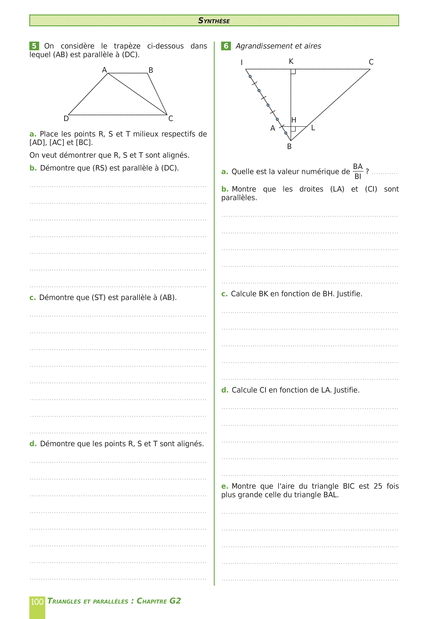 SYNTHÈSE
5 On considère le trapèze ci-dessous dans
lequel (AB) est parallèle à (DC).
A
B
D
C
a. Place les points R, S et T milieux respectifs de
[AD], [AC] et [BC].
On veut démontrer que R, S et T sont alignés.
b. Démontre que (RS) est parallèle à (DC).
c. Démontre que (ST) est parallèle à (AB).
d. Démontre que les points R, S et T sont alignés.
6 Agrandissement et aires
I
K
C
A
H
L
B
a. Quelle est la valeur numérique de BA/BI ? ............
b. Montre que les droites (LA) et (CI) sont
parallèles.
c. Calcule BK en fonction de BH. Justifie.
d. Calcule CI en fonction de LA. Justifie.
e. Montre que l'aire du triangle BIC est 25 fois
plus grande celle du triangle BAL.
100 TRIANGLES ET PARALLÈLES : CHAPITRE G2